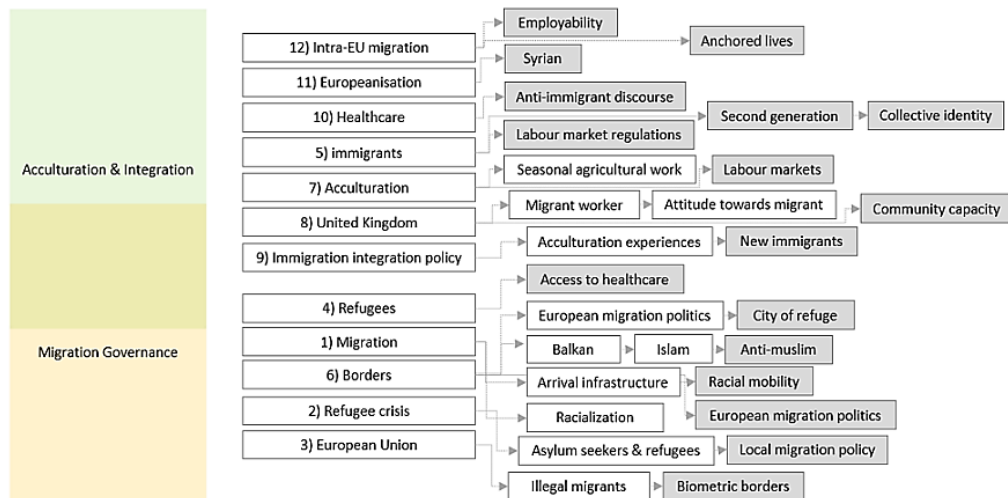 Employability
12) Intra-EU migration
Anchored lives
11) Europeanisation
Syrian
10) Healthcare
Anti-immigrant discourse
Second generation
Collective identity
5) immigrants
Labour market regulations
Acculturation & Integration
7) Acculturation
Seasonal agricultural work
Labour markets
8) United Kingdom
Migrant worker
Attitude towards migrant
Community capacity
9) Immigration integration policy
Acculturation experiences
New immigrants
Access to healthcare
4) Refugees
European migration politics
City of refuge
Migration Governance
1) Migration
Balkan
Islam
Anti-muslim
6) Borders
Arrival infrastructure
Racial mobility
2) Refugee crisis
Racialization
European migration politics
3) European Union
Asylum seekers & refugees
Local migration policy
Illegal migrants
Biometric borders